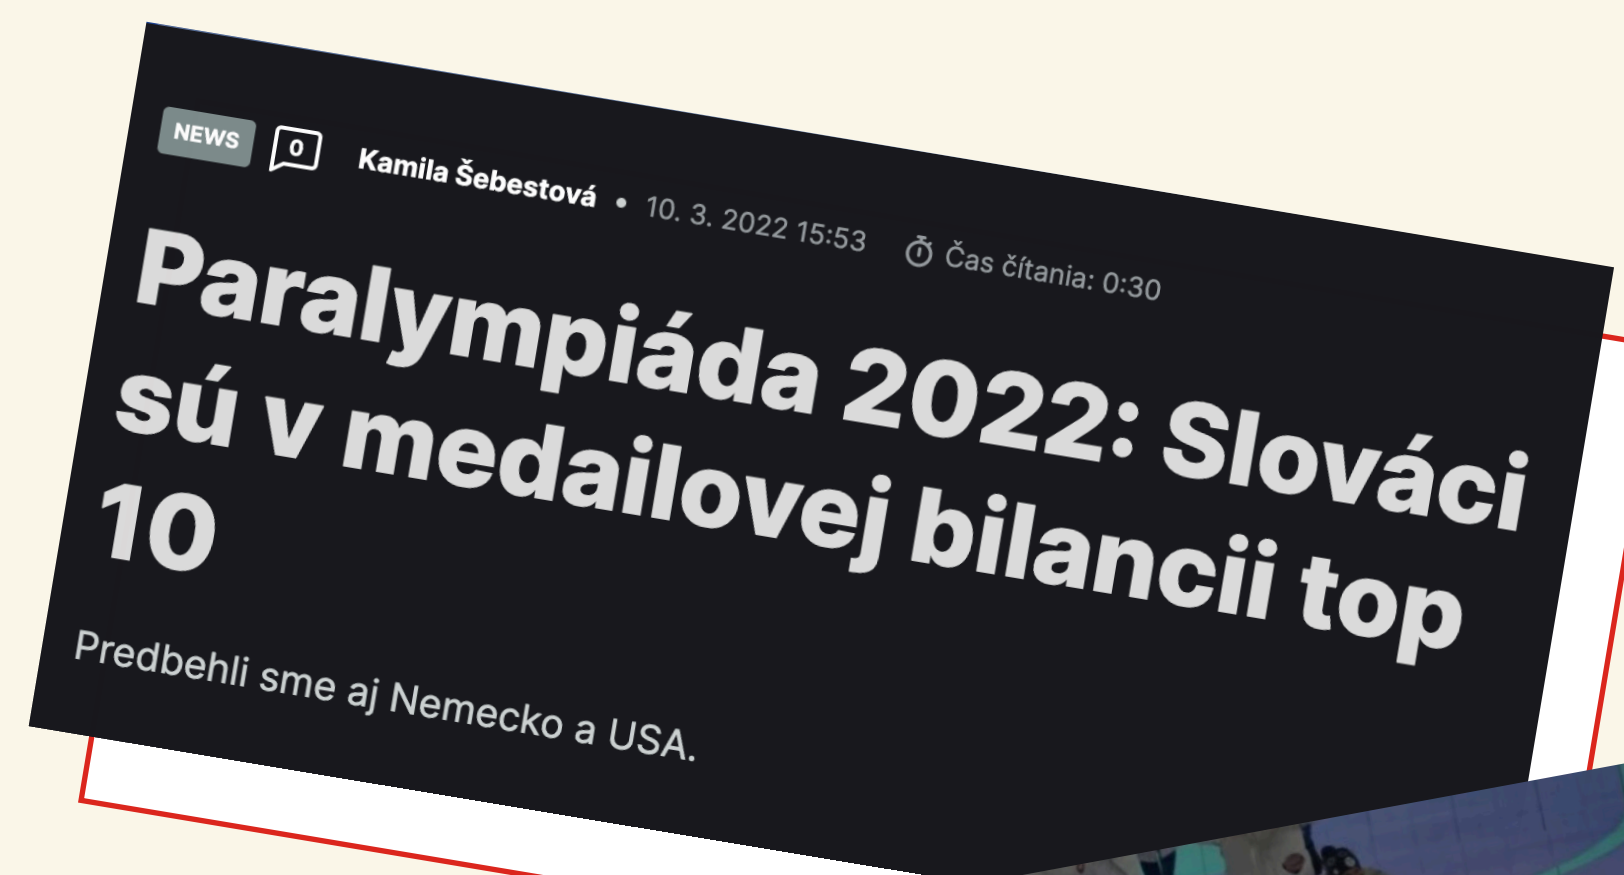 NEWS 0 Kamila Šebestová • 10. 3. 2022 15:53 Čas čítania: 0:30
Paralympiáda 2022: Slováci
sú v medailovej bilancii top
10
Predbehli sme aj Nemecko a USA.